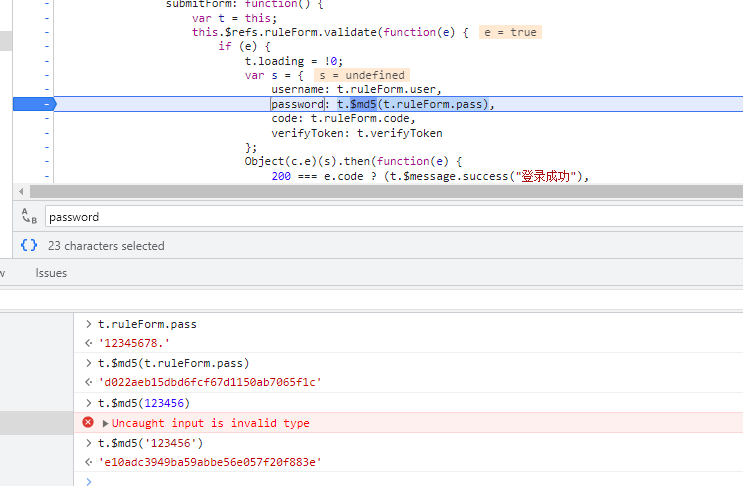 submitForm: function() {
var t = this;
this.$refs.ruleForm.validate(function(e) { e = true
if (e) {
t.loading = !0;
var s = { s = undefined
username: t.ruleForm.user,
password: t.$md5(t.ruleForm.pass),
code: t.ruleForm.code,
verifyToken: t.verifyToken
};
Object(c.e)(s).then(function(e) {
200 === e.code ? (t.$message.success("登录成功"),
password
{} 23 characters selected
Issues
> t.ruleForm.pass
'12345678.'
> t.$md5(t.ruleForm.pass)
'd022aeb15dbd6fcf67d1150ab7065f1c'
> t.$md5(123456)
Uncaught input is invalid type
> t.$md5('123456')
'e10adc3949ba59abbe56e057f20f883e'
>